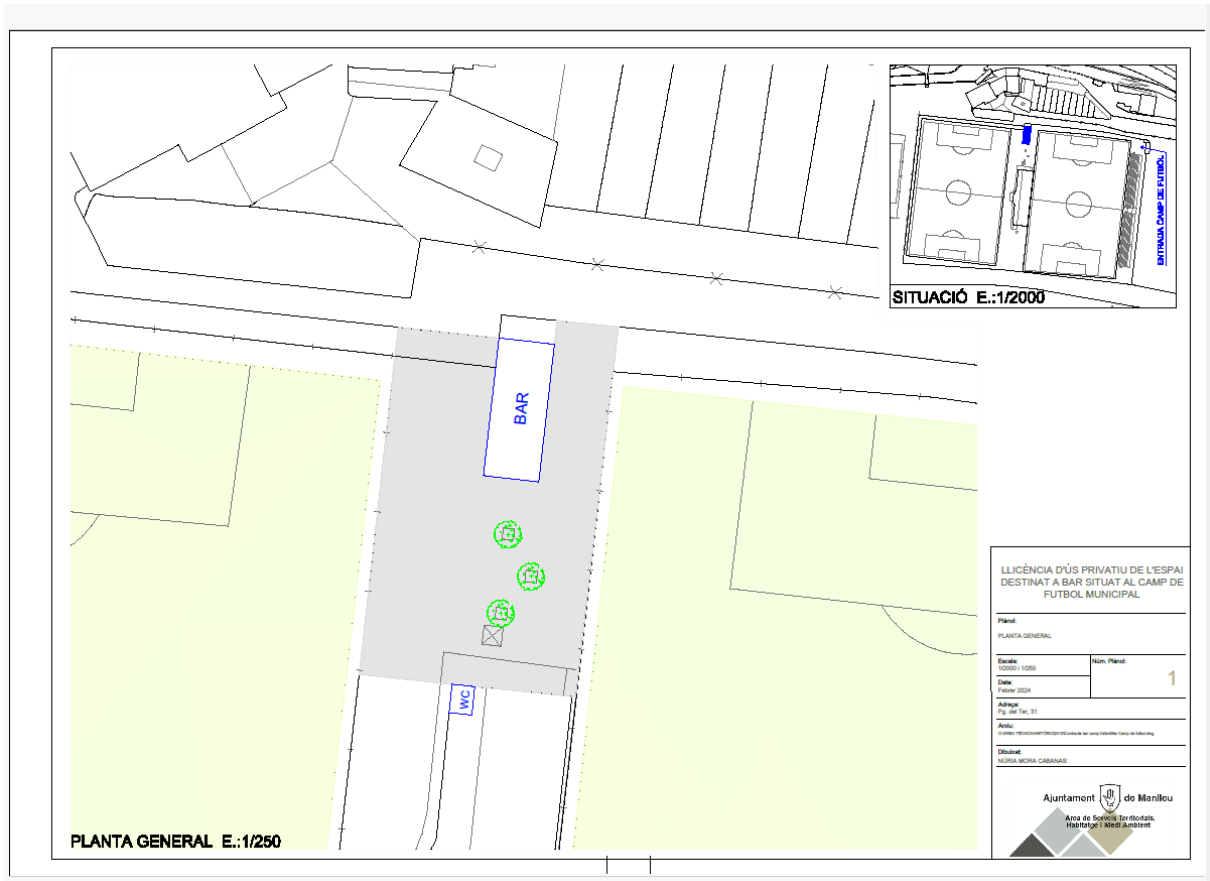 ENTRADA CAMP DE FUTBOL
SITUACIÓ E.:1/2000
BAR
WC
PLANTA GENERAL E.:1/250
LLICÈNCIA D'ÚS PRIVATIU DE L'ESPAI
DESTINAT A BAR SITUAT AL CAMP DE
FUTBOL MUNICIPAL
Plànol:
PLANTA GENERAL
Escala:
1/2000 I 1/250
Núm. Plànol:
1
Data:
Febrer 2024
Adreça:
Pg. del Ter, 31
Arxiu:
Dibuixat:
NÚRIA MORA CABANAS
Ajuntament de Manlleu
Àrea de Serveis Territorials,
Habitatge i Medi Ambient